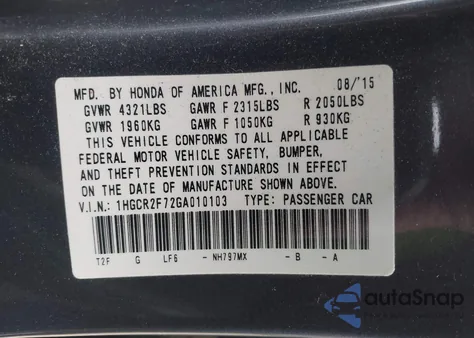 MFD. BY HONDA OF AMERICA MFG., INC. 08/'15
GVWR 4321LBS GAWR F 2315LBS R 2050LBS
GVWR 1960KG GAWR F 1050KG R 930KG
THIS VEHICLE CONFORMS TO ALL APPLICABLE
FEDERAL MOTOR VEHICLE SAFETY, BUMPER,
AND THEFT PREVENTION STANDARDS IN EFFECT
ON THE DATE OF MANUFACTURE SHOWN ABOVE.
V.I.N.: 1HGCR2F72GA010103 TYPE: PASSENGER CAR
T2F G LF6 -NH797MX -B -A
autoSnap